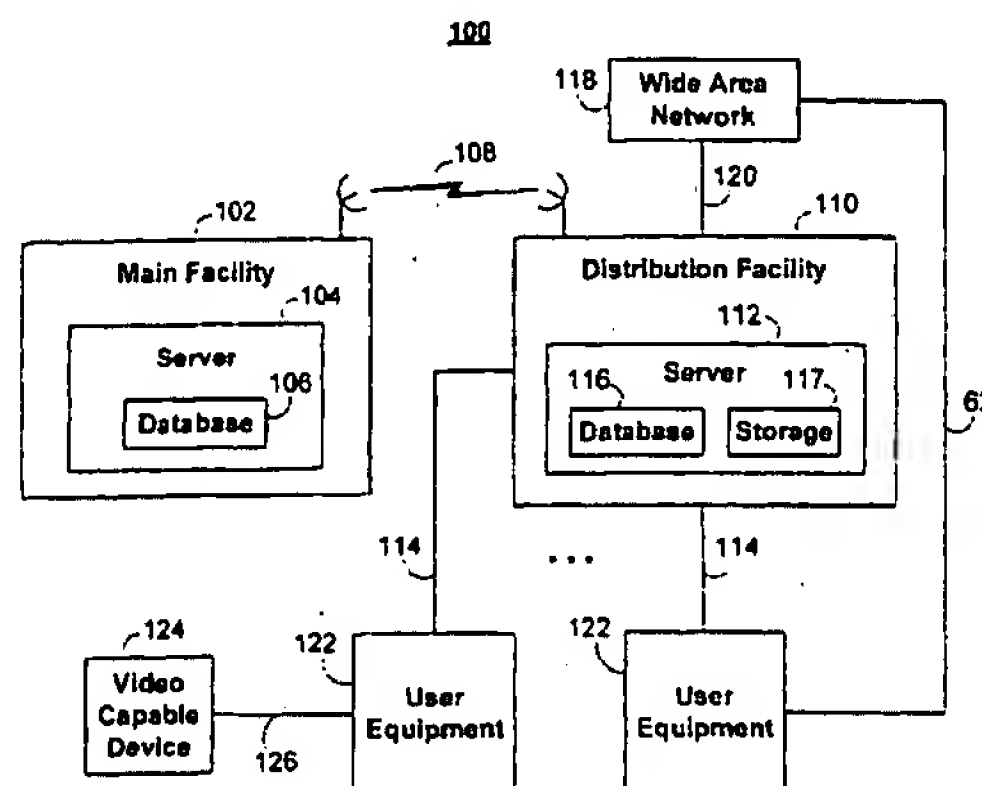 100
118
Wide Area
Network
108
120
102
110
Main Facility
Distribution Facility
104
112
Server
116
Server
117
106
Database
Database
Storage
114
...
114
124
122
122
Video
Capable
Device
User
Equipment
User
Equipment
126